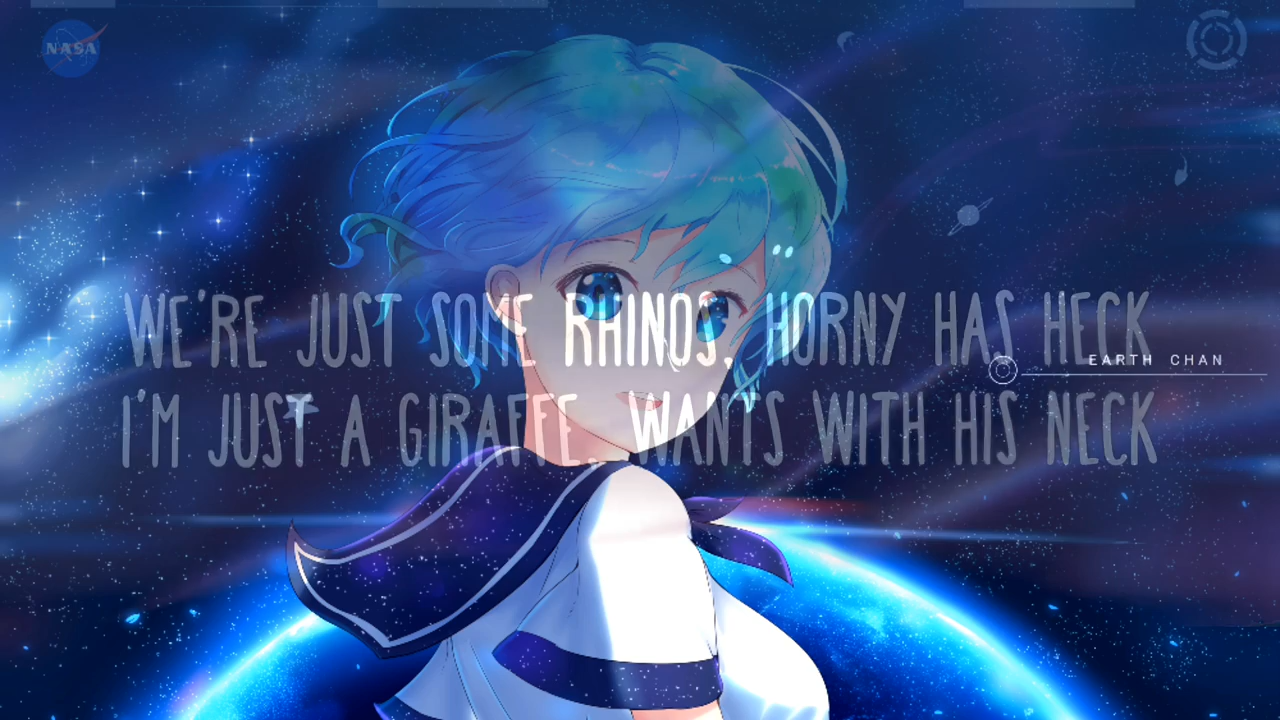 NASA
WE'RE JUST SOME RHINOS, HORNY HAS HECK
EARTH CHAN
I'M JUST A GIRAFFE, WANTS WITH HIS NECK